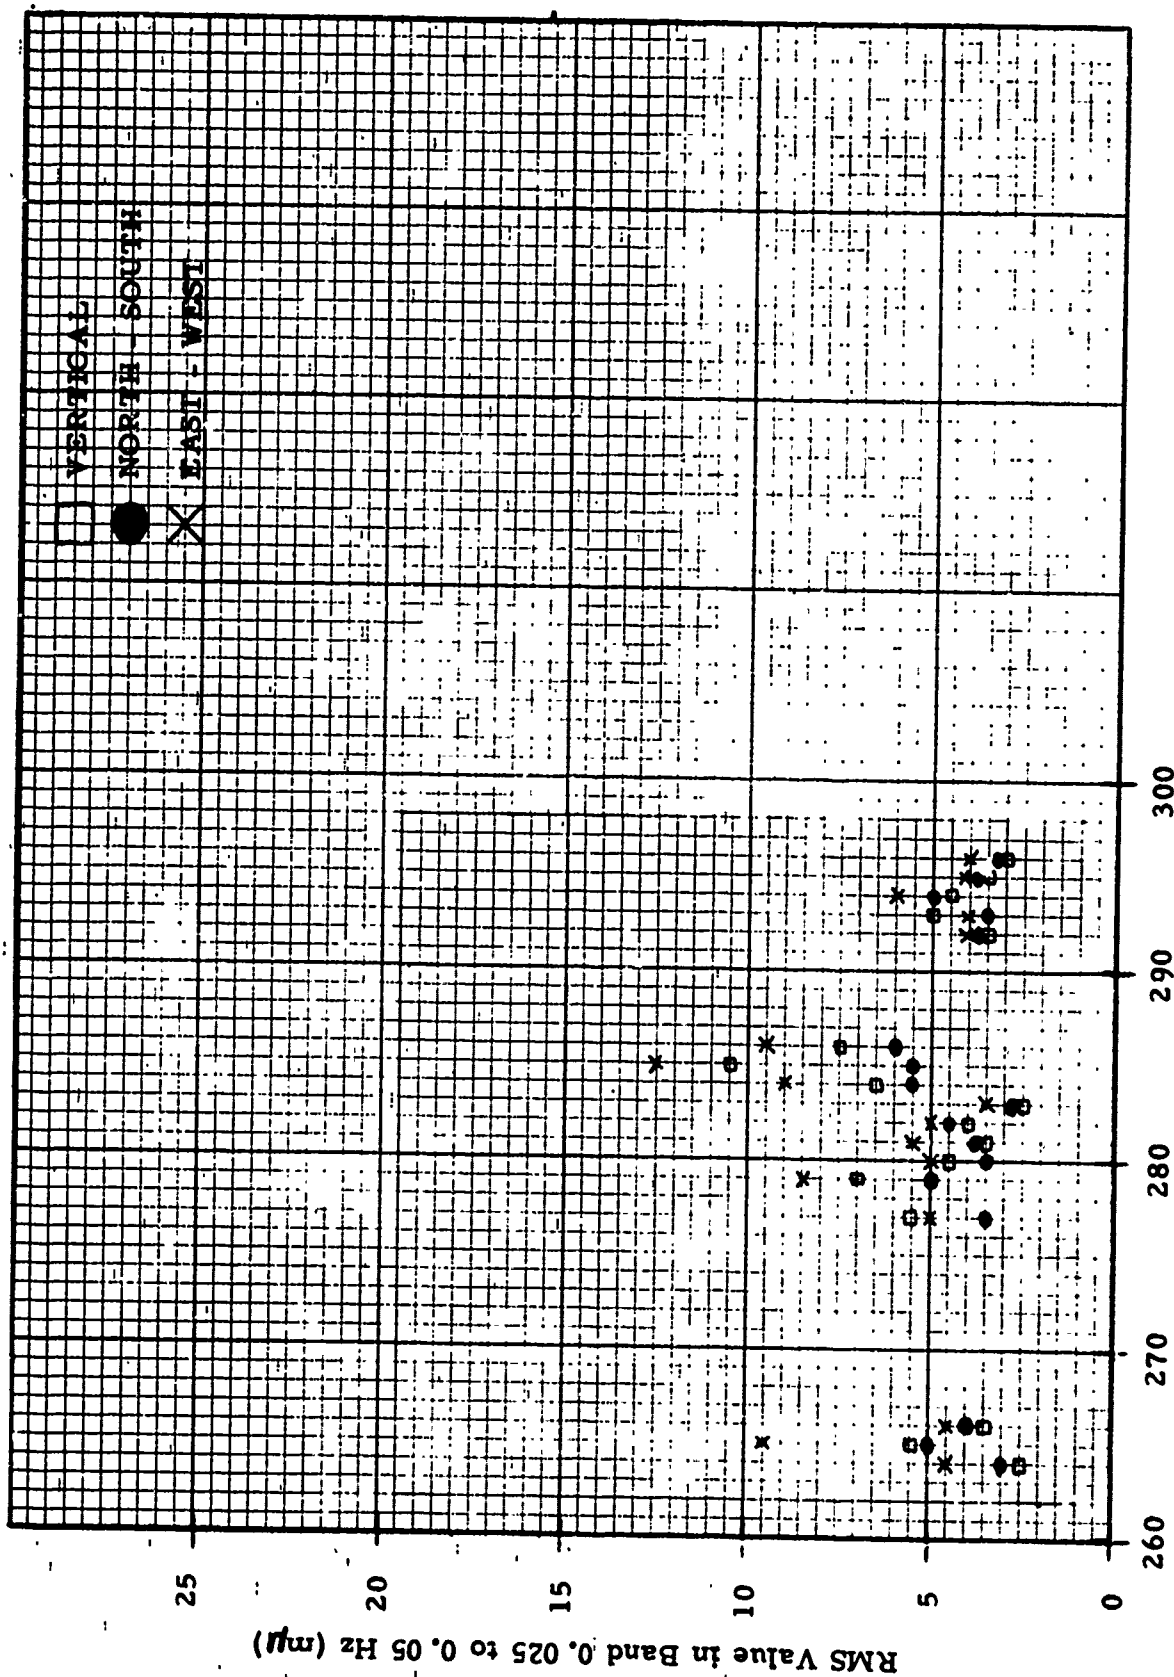 VERTICAL
NORTH - SOUTH
EAST - WEST
25
20
15
10
5
0
RMS Value in Band 0.025 to 0.05 Hz (mμ)
260
270
280
290
300